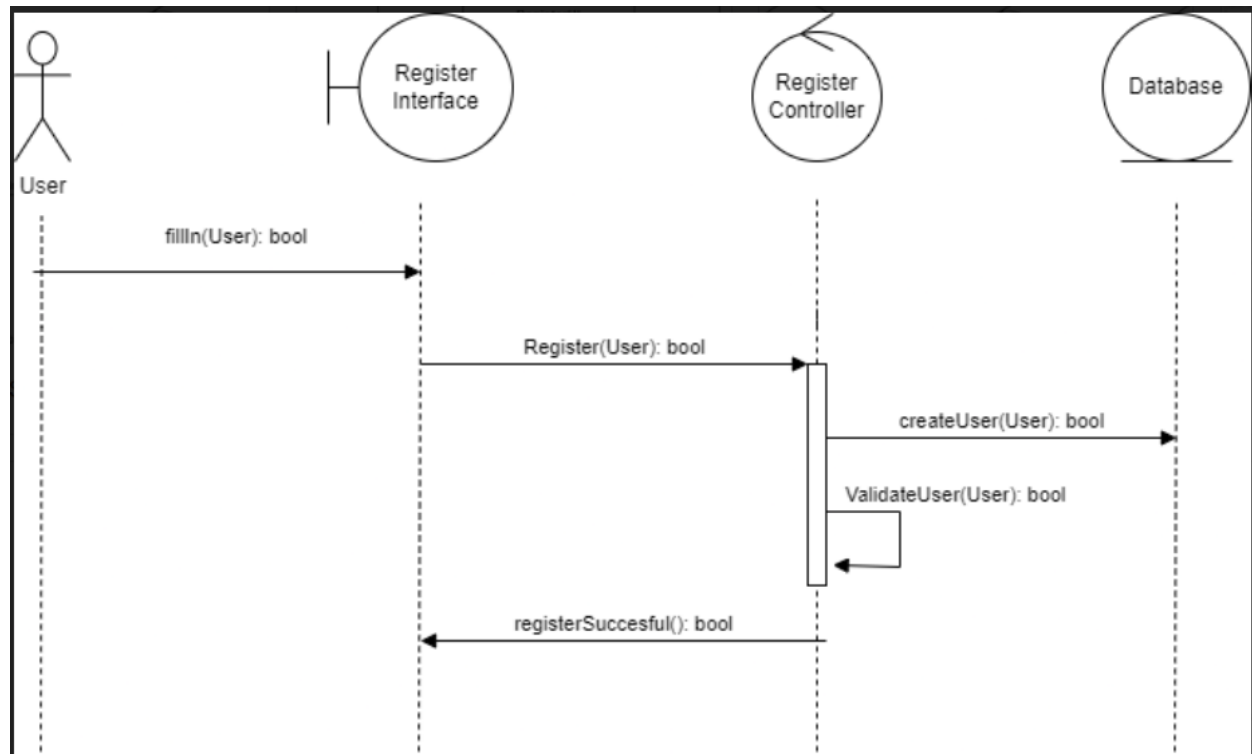 Register
Interface
Register
Controller
Database
User
fillIn(User): bool
Register(User): bool
createUser(User): bool
ValidateUser(User): bool
registerSuccesful(): bool